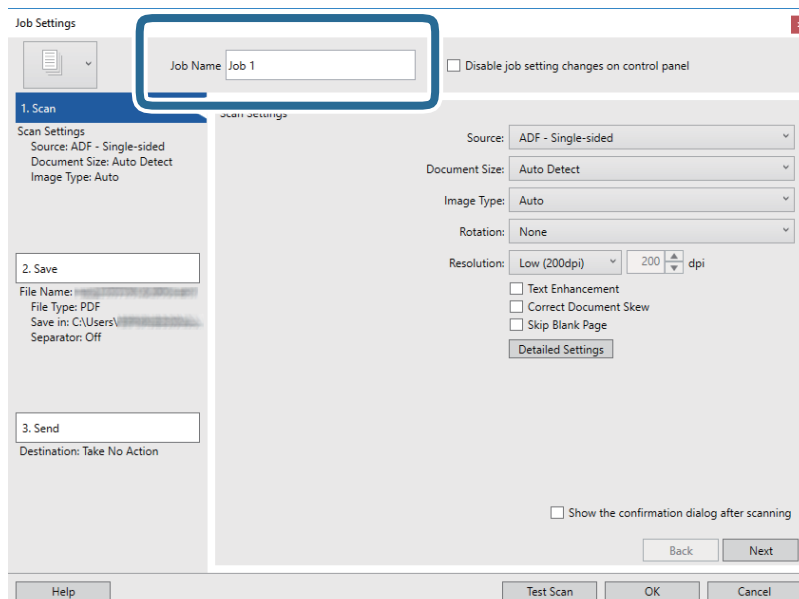 Job Settings
Job Name Job 1
Disable job setting changes on control panel
1. Scan
Scan Settings
Source: ADF - Single-sided
Document Size: Auto Detect
Image Type: Auto
2. Save
File Name:
File Type: PDF
Save in: C:\Users\
Separator: Off
3. Send
Destination: Take No Action
Scan Settings
Source: ADF - Single-sided
Document Size: Auto Detect
Image Type: Auto
Rotation: None
Resolution: Low (200dpi) 200 dpi
Text Enhancement
Correct Document Skew
Skip Blank Page
Detailed Settings
Show the confirmation dialog after scanning
Back Next
Help Test Scan OK Cancel